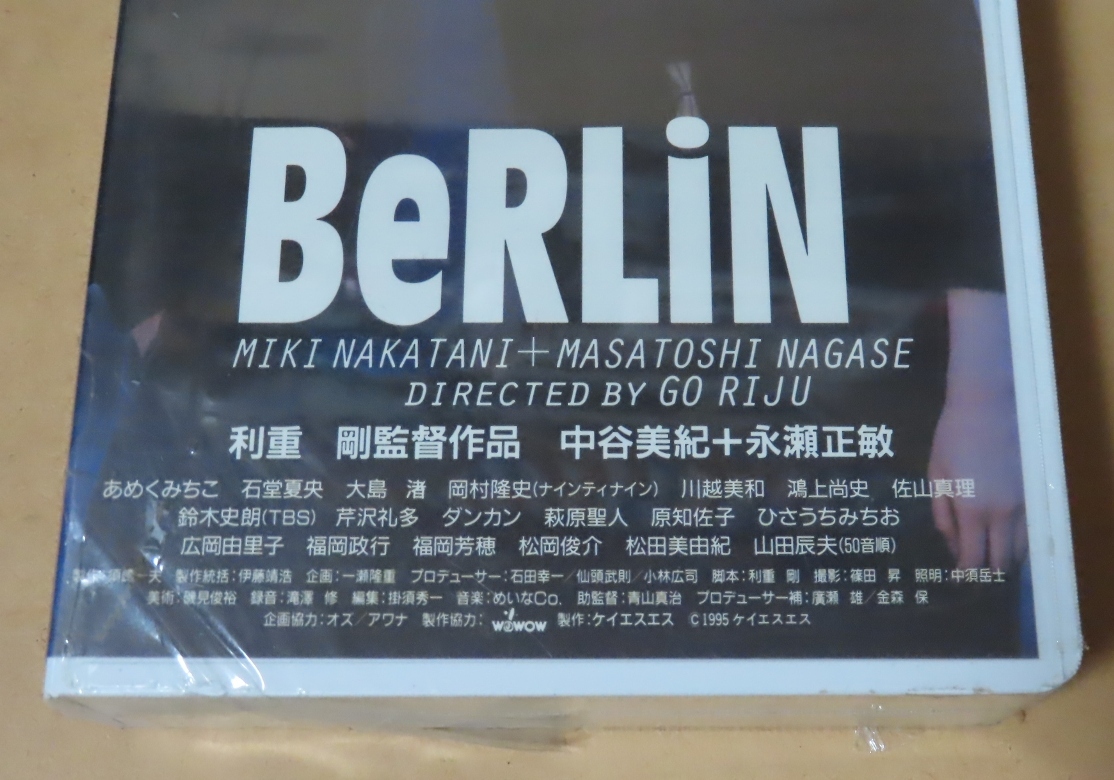 BeRLiN
MIKI NAKATANI+MASATOSHI NAGASE
DIRECTED BY GO RIJU
利重　剛監督作品　中谷美紀+永瀬正敏
あめくみちこ　石堂夏央　大島　渚　岡村隆史(ナインティナイン)　川越美和　鴻上尚史　佐山真理
鈴木史朗(TBS)　芹沢礼多　ダンカン　萩原聖人　原知佐子　ひさうちみちお
広岡由里子　福岡政行　福岡芳穂　松岡俊介　松田美由紀　山田辰夫(50音順)
一夫　製作統括:伊藤靖浩　企画:一瀬隆重　プロデューサー:石田幸一/仙頭武則/小林広司　脚本:利重　剛　撮影:篠田　昇　照明:中須岳士
美術:磯見俊裕　録音:滝澤　修　編集:掛須秀一　音楽:めいなCo.　助監督:青山真治　プロデューサー補:廣瀬　雄/金森　保
企画協力:オズ/アワナ　製作協力:WOWOW　製作:ケイエスエス　©1995 ケイエスエス